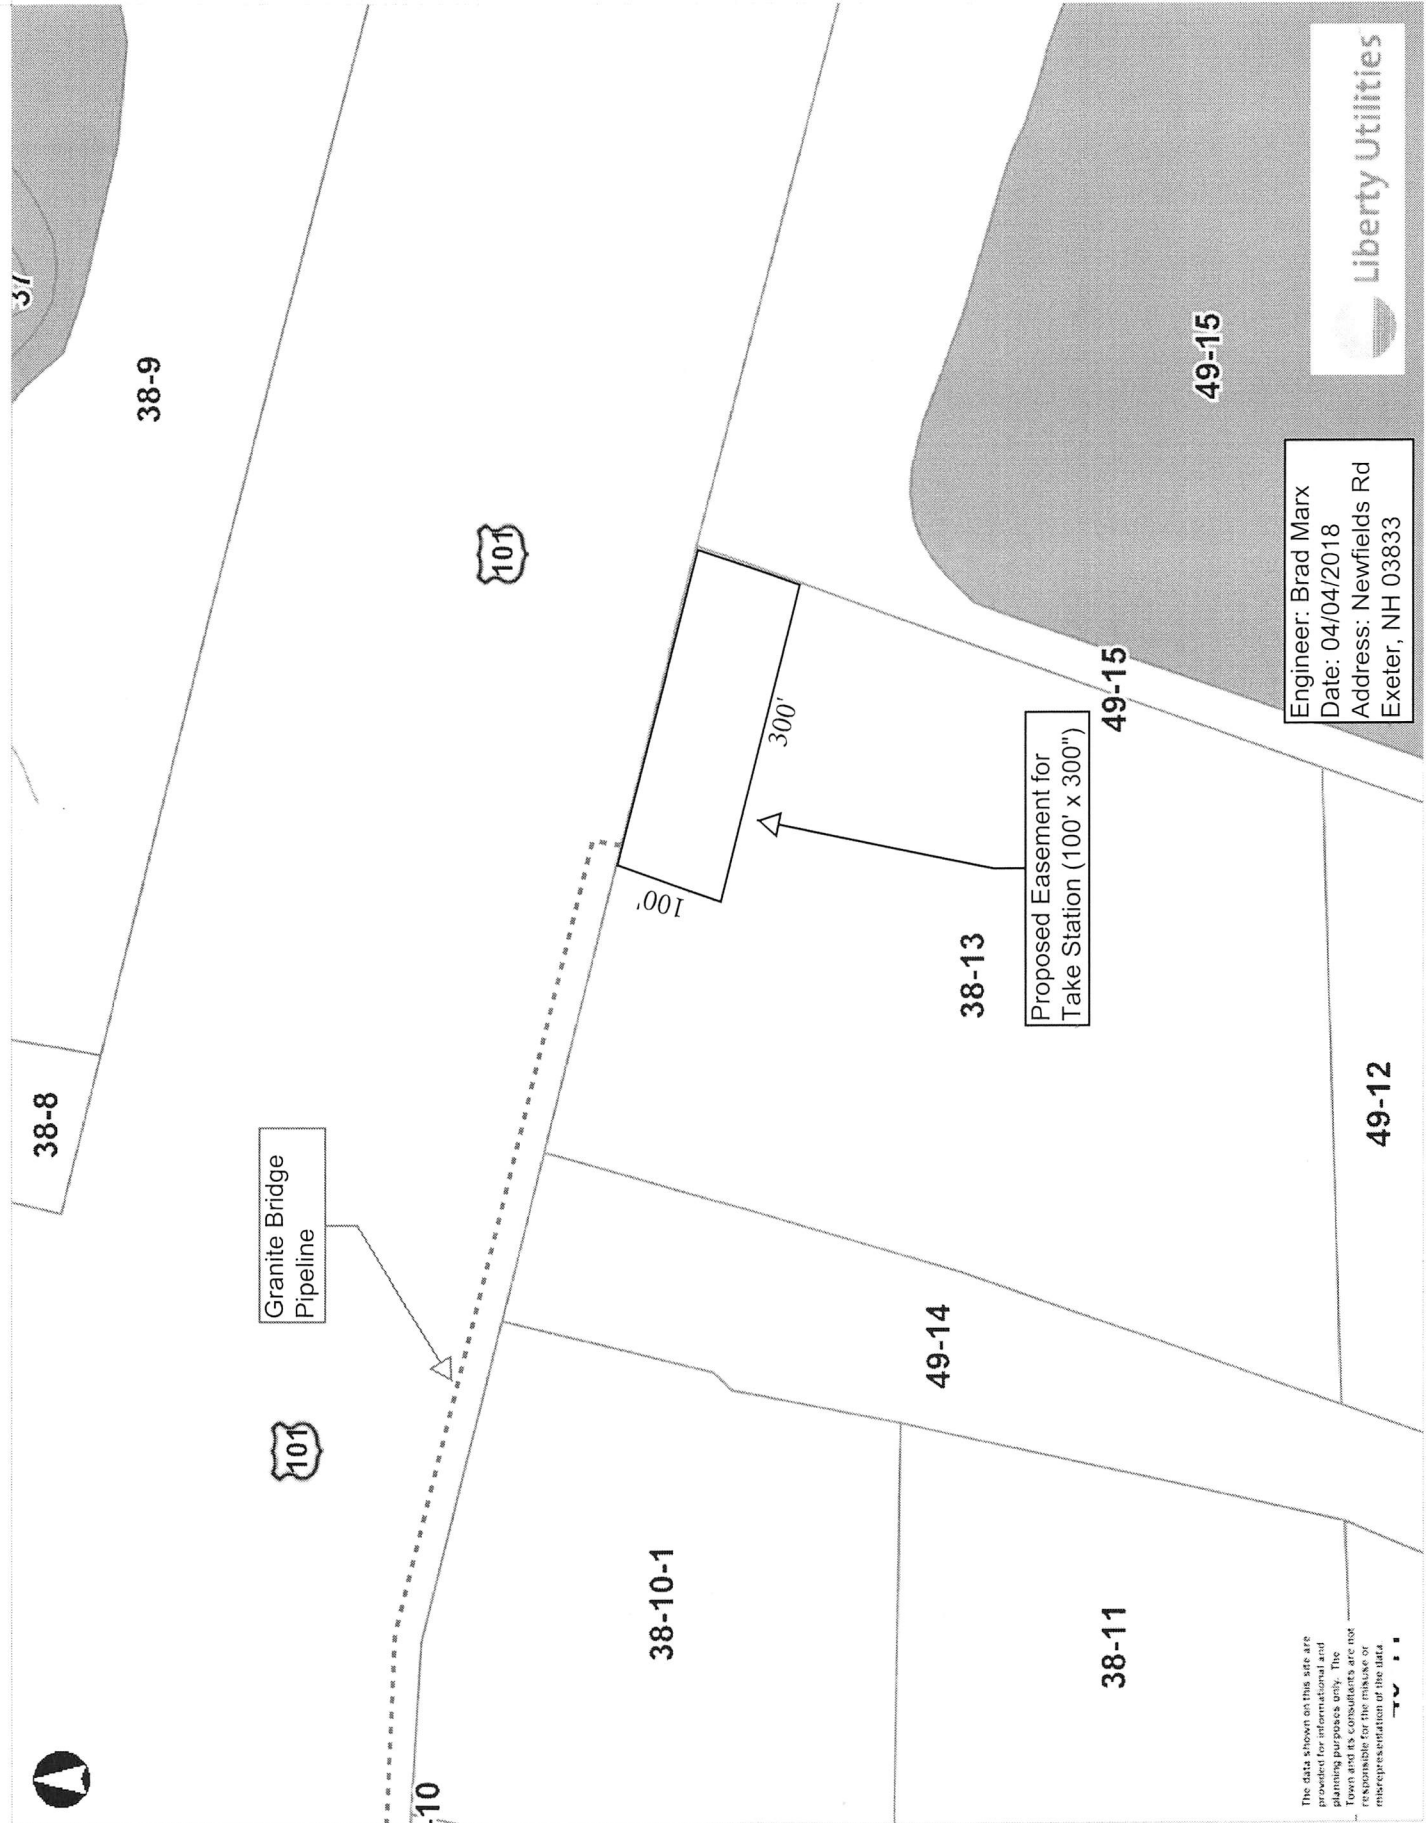 37
38-8
38-9
Granite Bridge
Pipeline
101
-10
101
38-10-1
100'
300'
49-14
38-13
Proposed Easement for
Take Station (100' x 300")
38-11
49-15
49-15
The data shown on this site are
provided for informational and
planning purposes only. The
Town and its consultants are not
responsible for the misuse or
misrepresentation of the data
49-12
Engineer: Brad Marx
Date: 04/04/2018
Address: Newfields Rd
Exeter, NH 03833
Liberty Utilities